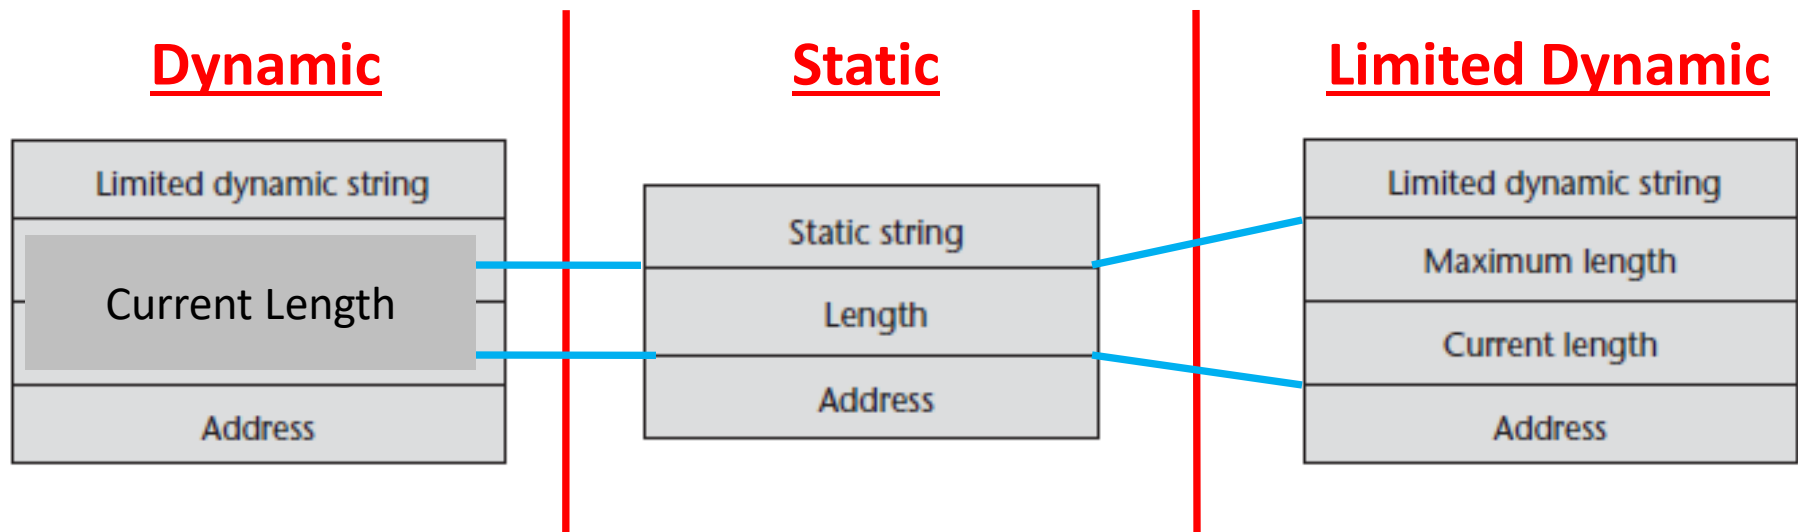 Dynamic
Limited dynamic string
Current Length
Address
Static
Static string
Length
Address
Limited Dynamic
Limited dynamic string
Maximum length
Current length
Address